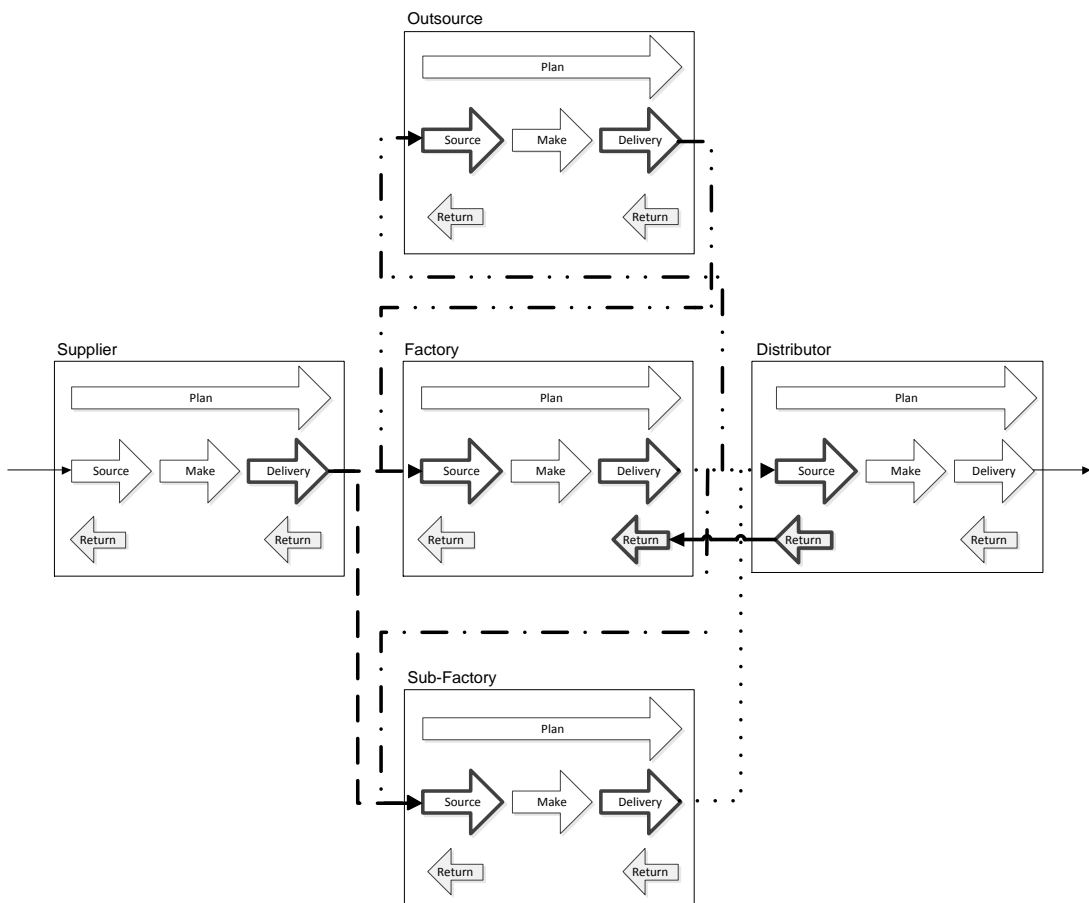 Outsource
Plan
Source Make Delivery
Return Return
Supplier
Plan
Source Make Delivery
Return Return
Factory
Plan
Source Make Delivery
Return Return
Distributor
Plan
Source Make Delivery
Return Return
Sub-Factory
Plan
Source Make Delivery
Return Return